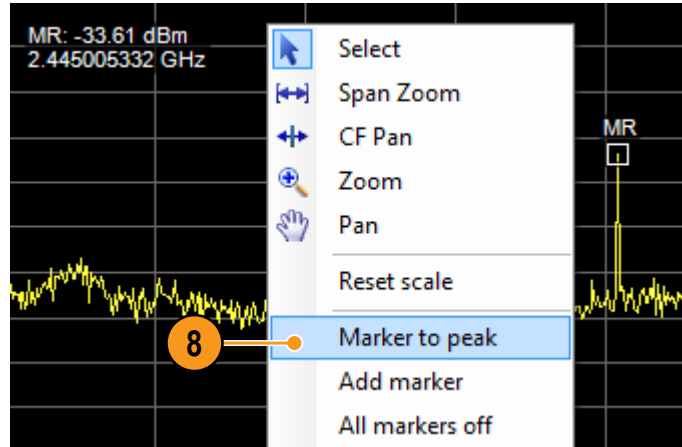 MR: -33.61 dBm
2.445005332 GHz
Select
Span Zoom
CF Pan
MR
Zoom
Pan
Reset scale
8
Marker to peak
Add marker
All markers off